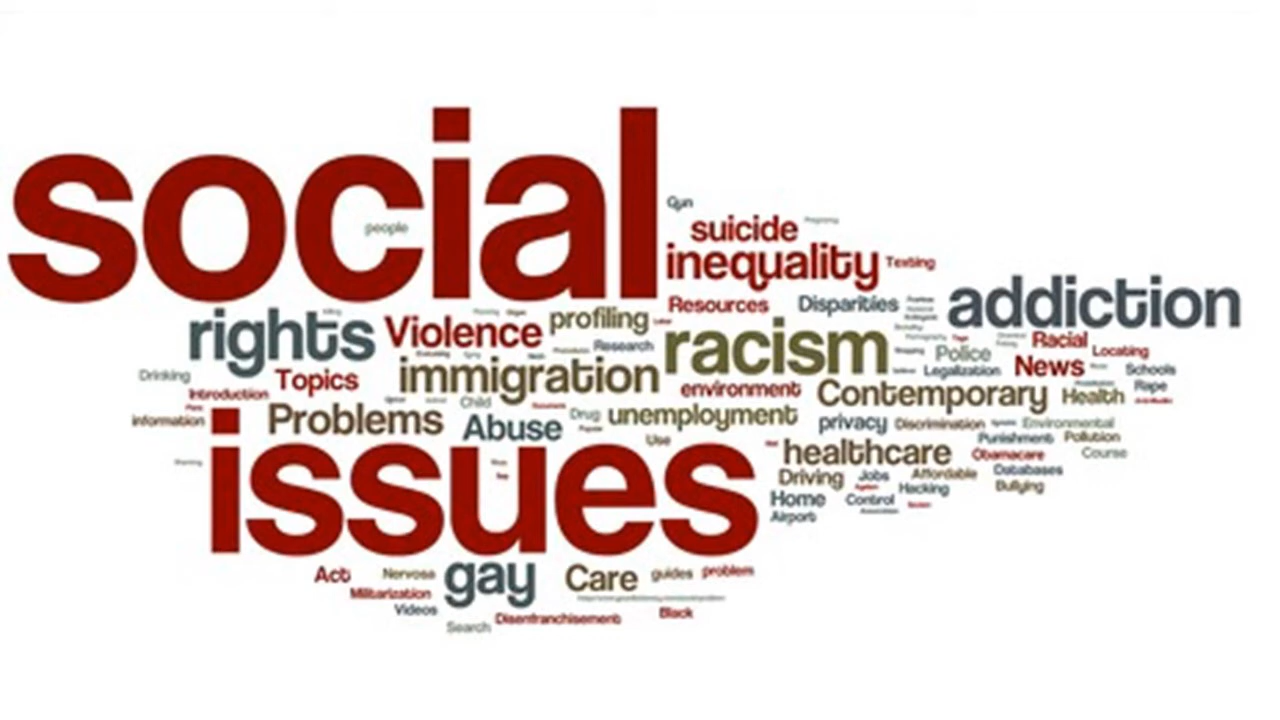 social
people
Gun
suicide
inequality
Texting
Resources
Disparities
addiction
rights
Violence
profiling
Research
racism
Police
Racial
Locating
Drinking
Introduction
Topics
immigration
environment
Legalization
News
Schools
Contemporary
Health
Rape
information
Problems
Child
Abuse
Drug
unemployment
Use
privacy
Discrimination
Environmental
Punishment
Pollution
issues
healthcare
Obamacare
Course
Driving
Jobs
Affordable
Databases
Home
Control
Hacking
Bullying
Airport
Act
Nervosa
gay
Care
guides
problem
Militarization
Videos
Search
Disenfranchisement
Black